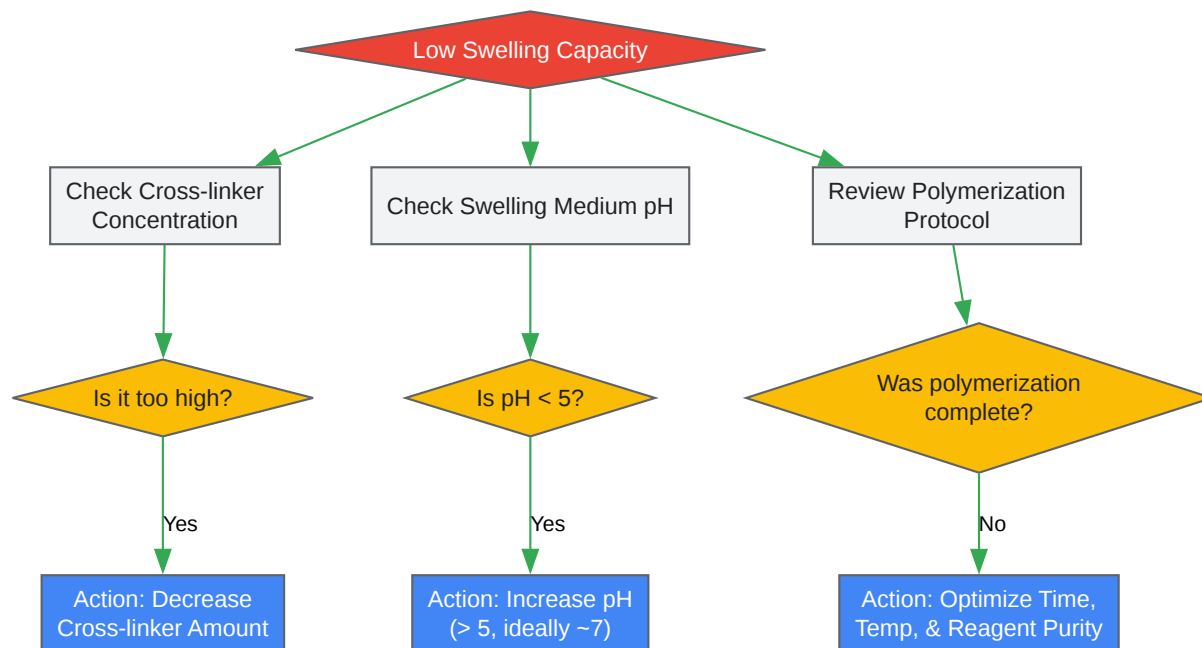 Low Swelling Capacity
Check Cross-linker
Concentration
Check Swelling Medium pH
Review Polymerization
Protocol
Is it too high?
Is pH < 5?
Was polymerization
complete?
Yes
Yes
No
Action: Decrease
Cross-linker Amount
Action: Increase pH
(> 5, ideally ~7)
Action: Optimize Time,
Temp, & Reagent Purity